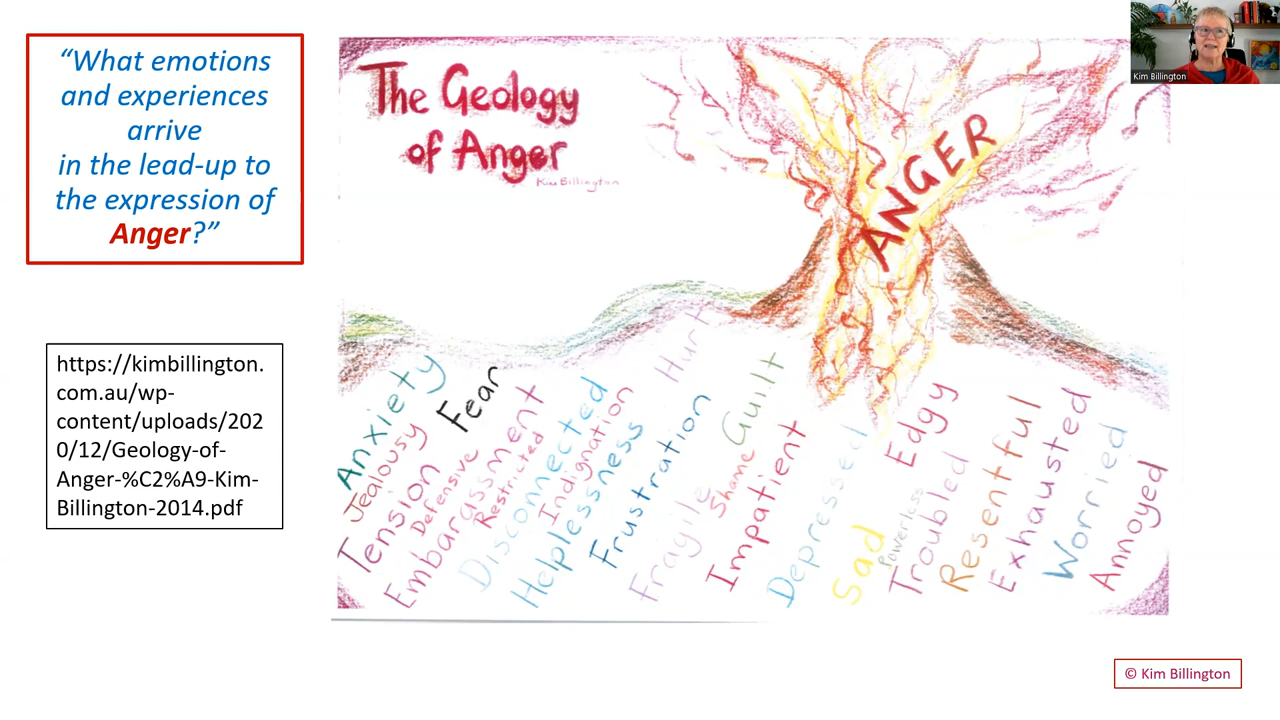 “What emotions
and experiences
arrive
in the lead-up to
the expression of
Anger?”
https://kimbillington.
com.au/wp-
content/uploads/202
0/12/Geology-of-
Anger-%C2%A9-Kim-
Billington-2014.pdf
The Geology
of Anger
Kim Billington
ANGER
Anxiety
Jealousy
Fear
Tension
Defensive
Embarassment
Restricted
Disconnected
Indignation
Helplessness
Frustration
Hurt
Fragile
Shame
Guilt
Impatient
Depressed
Sad
Powerless
Edgy
Troubled
Resentful
Exhausted
Worried
Annoyed
Kim Billington
© Kim Billington